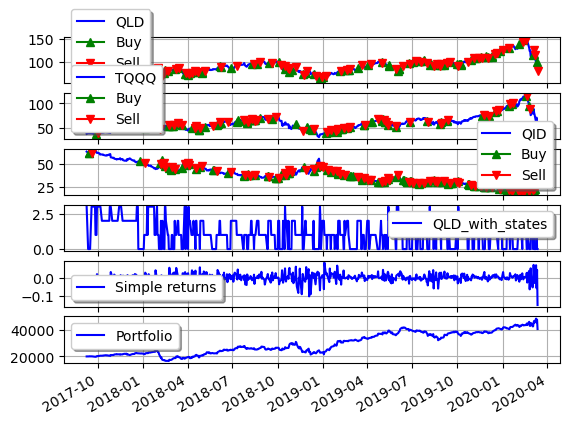 QLD
Buy
Sell
150
100
TQQQ
Buy
Sell
100
50
QID
Buy
Sell
50
25
QLD_with_states
2.5
0.0
Simple returns
0.0
−0.1
Portfolio
40000
20000
2017-10
2018-01
2018-04
2018-07
2018-10
2019-01
2019-04
2019-07
2019-10
2020-01
2020-04